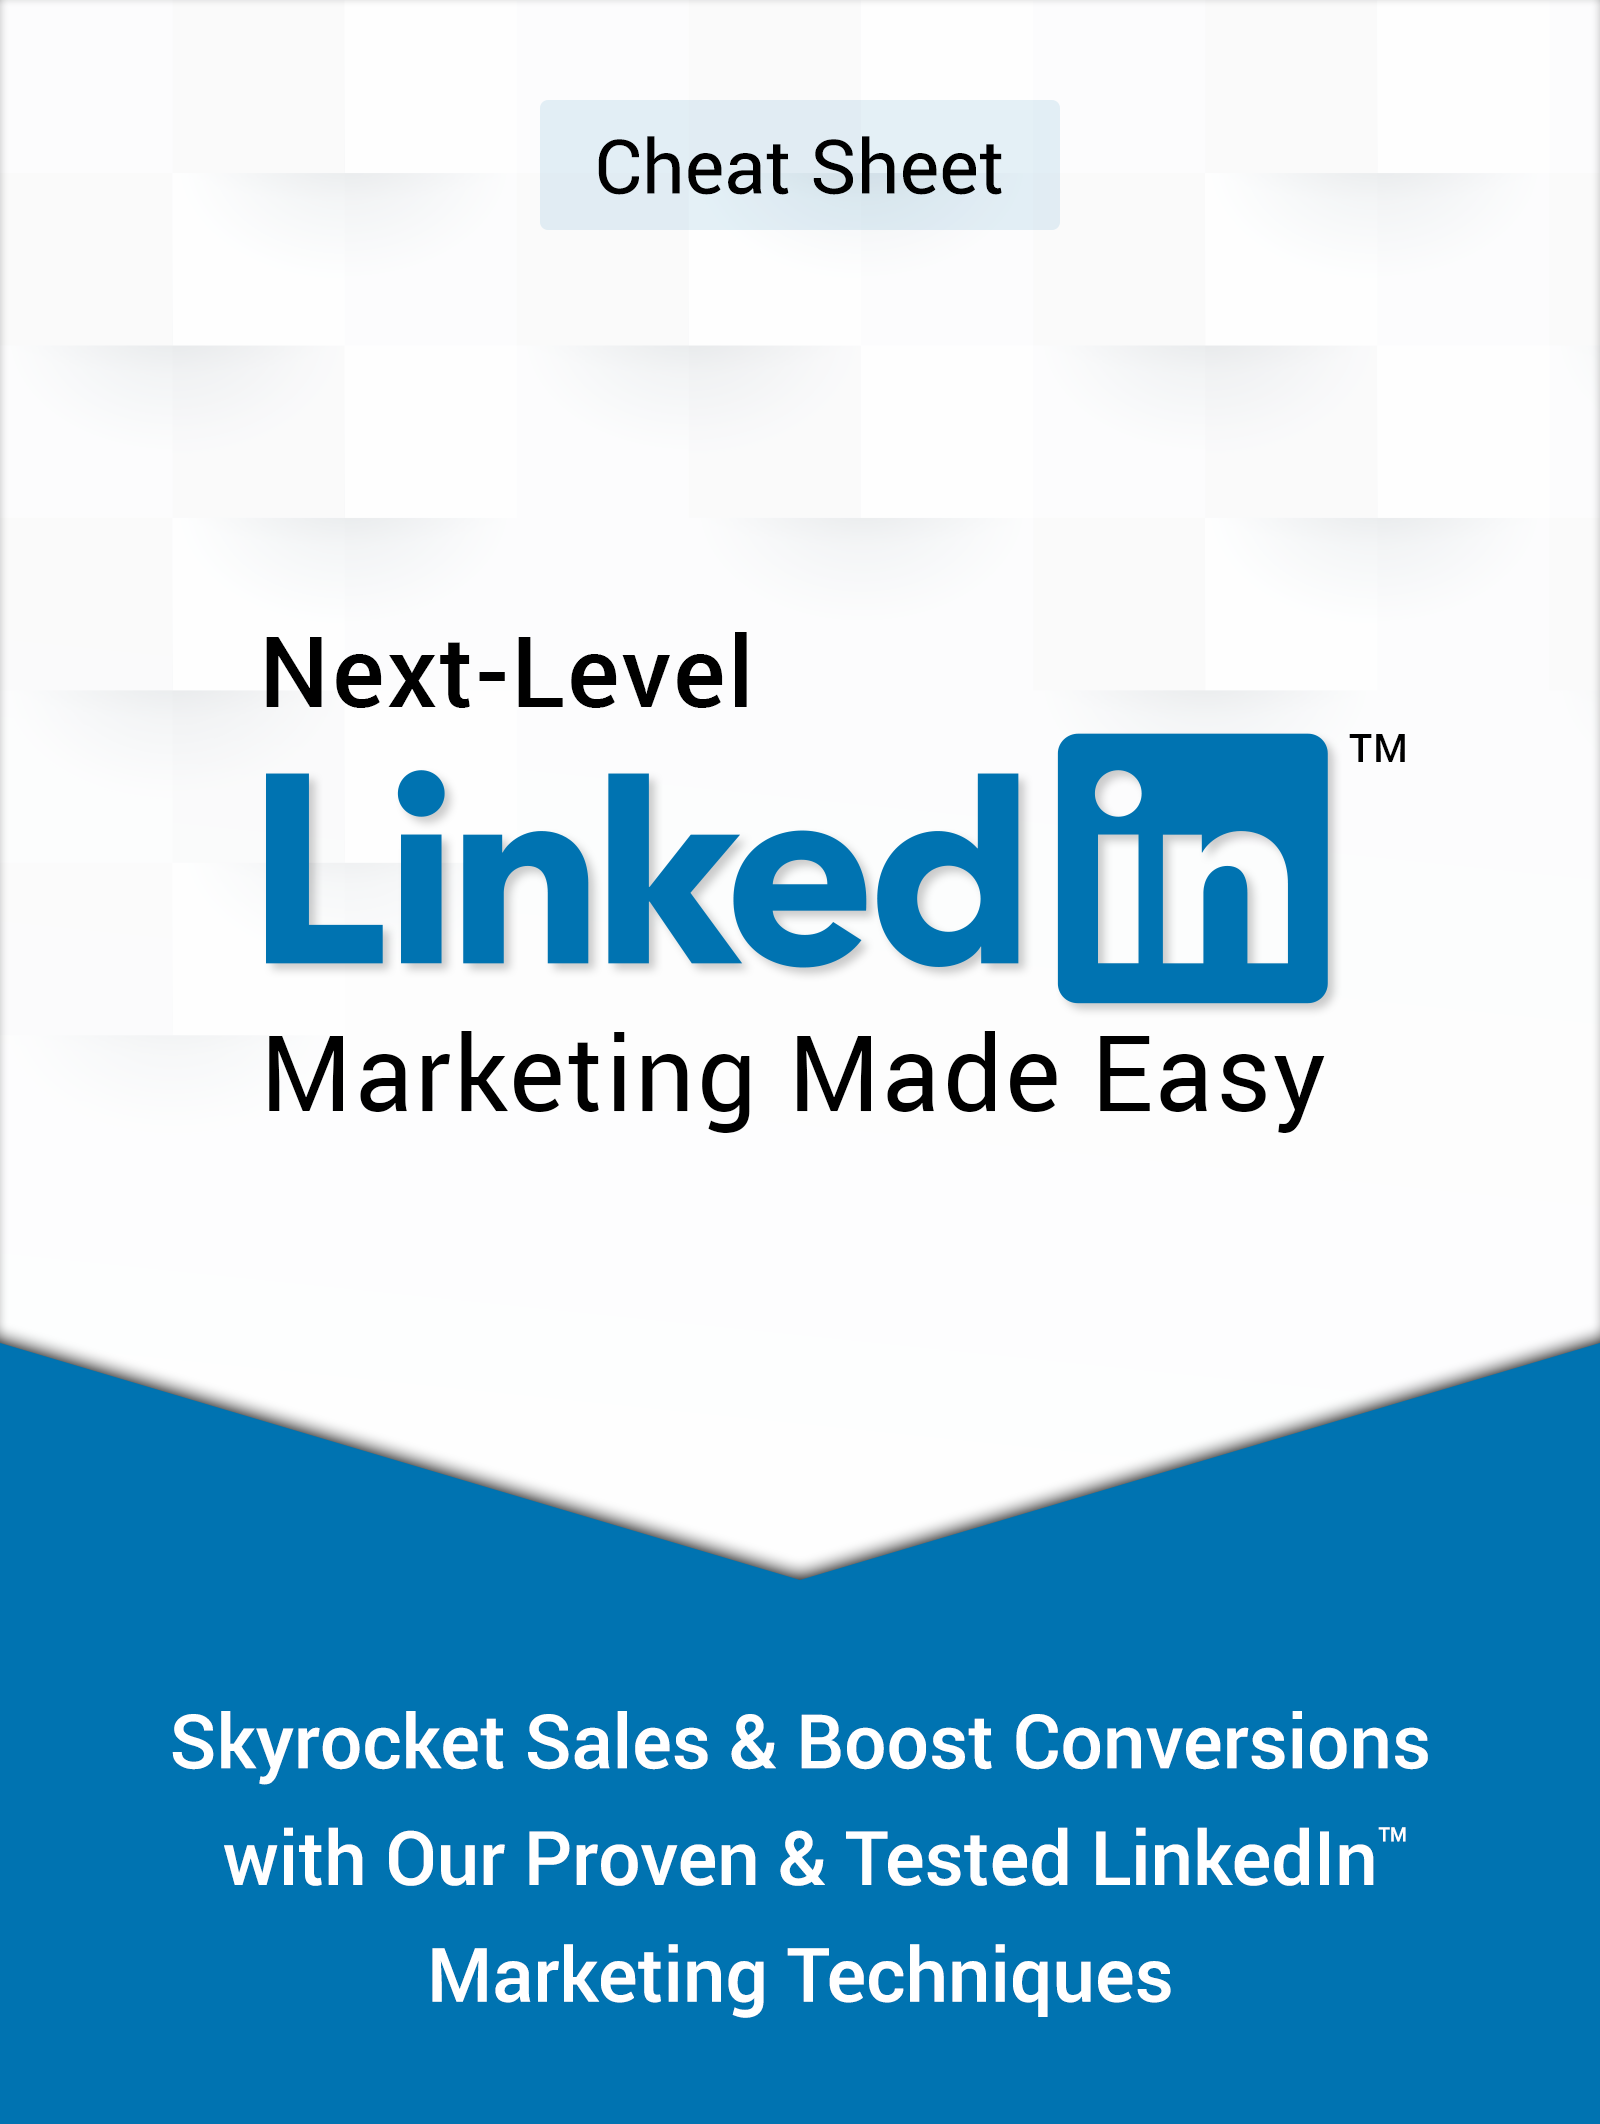 Cheat Sheet
Next-Level
Linkedin™
Marketing Made Easy
Skyrocket Sales & Boost Conversions
with Our Proven & Tested LinkedIn™
Marketing Techniques